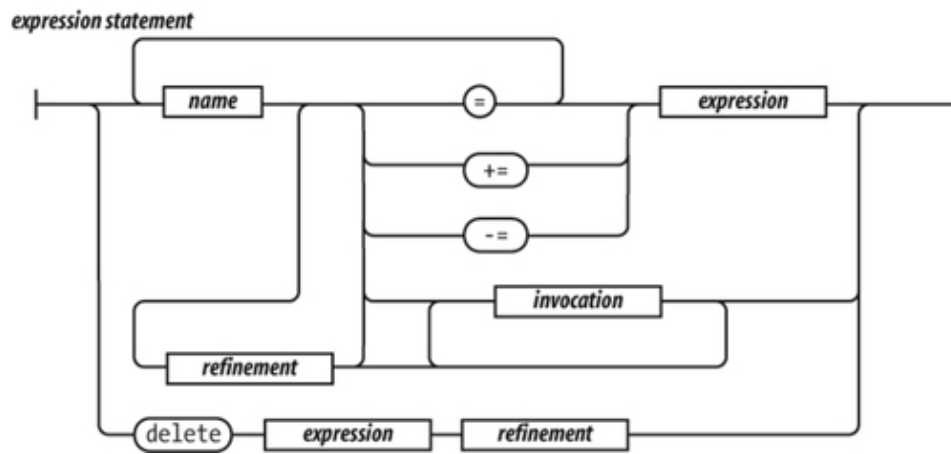 expression statement
name = expression
+=
-=
invocation
refinement
delete expression refinement